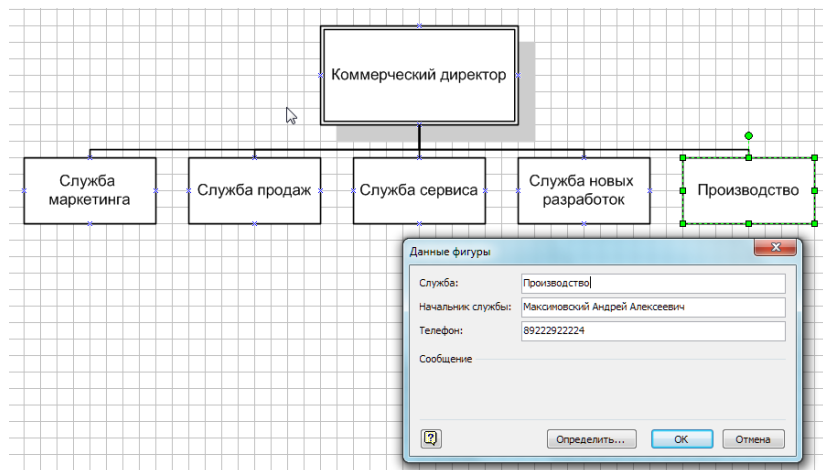 Коммерческий директор
Служба
маркетинга
Служба продаж
Служба сервиса
Служба новых
разработок
Производство
Данные фигуры
Служба:
Производство
Начальник службы:
Максимовский Андрей Алексеевич
Телефон:
89222922224
Сообщение
Определить...
ОК
Отмена